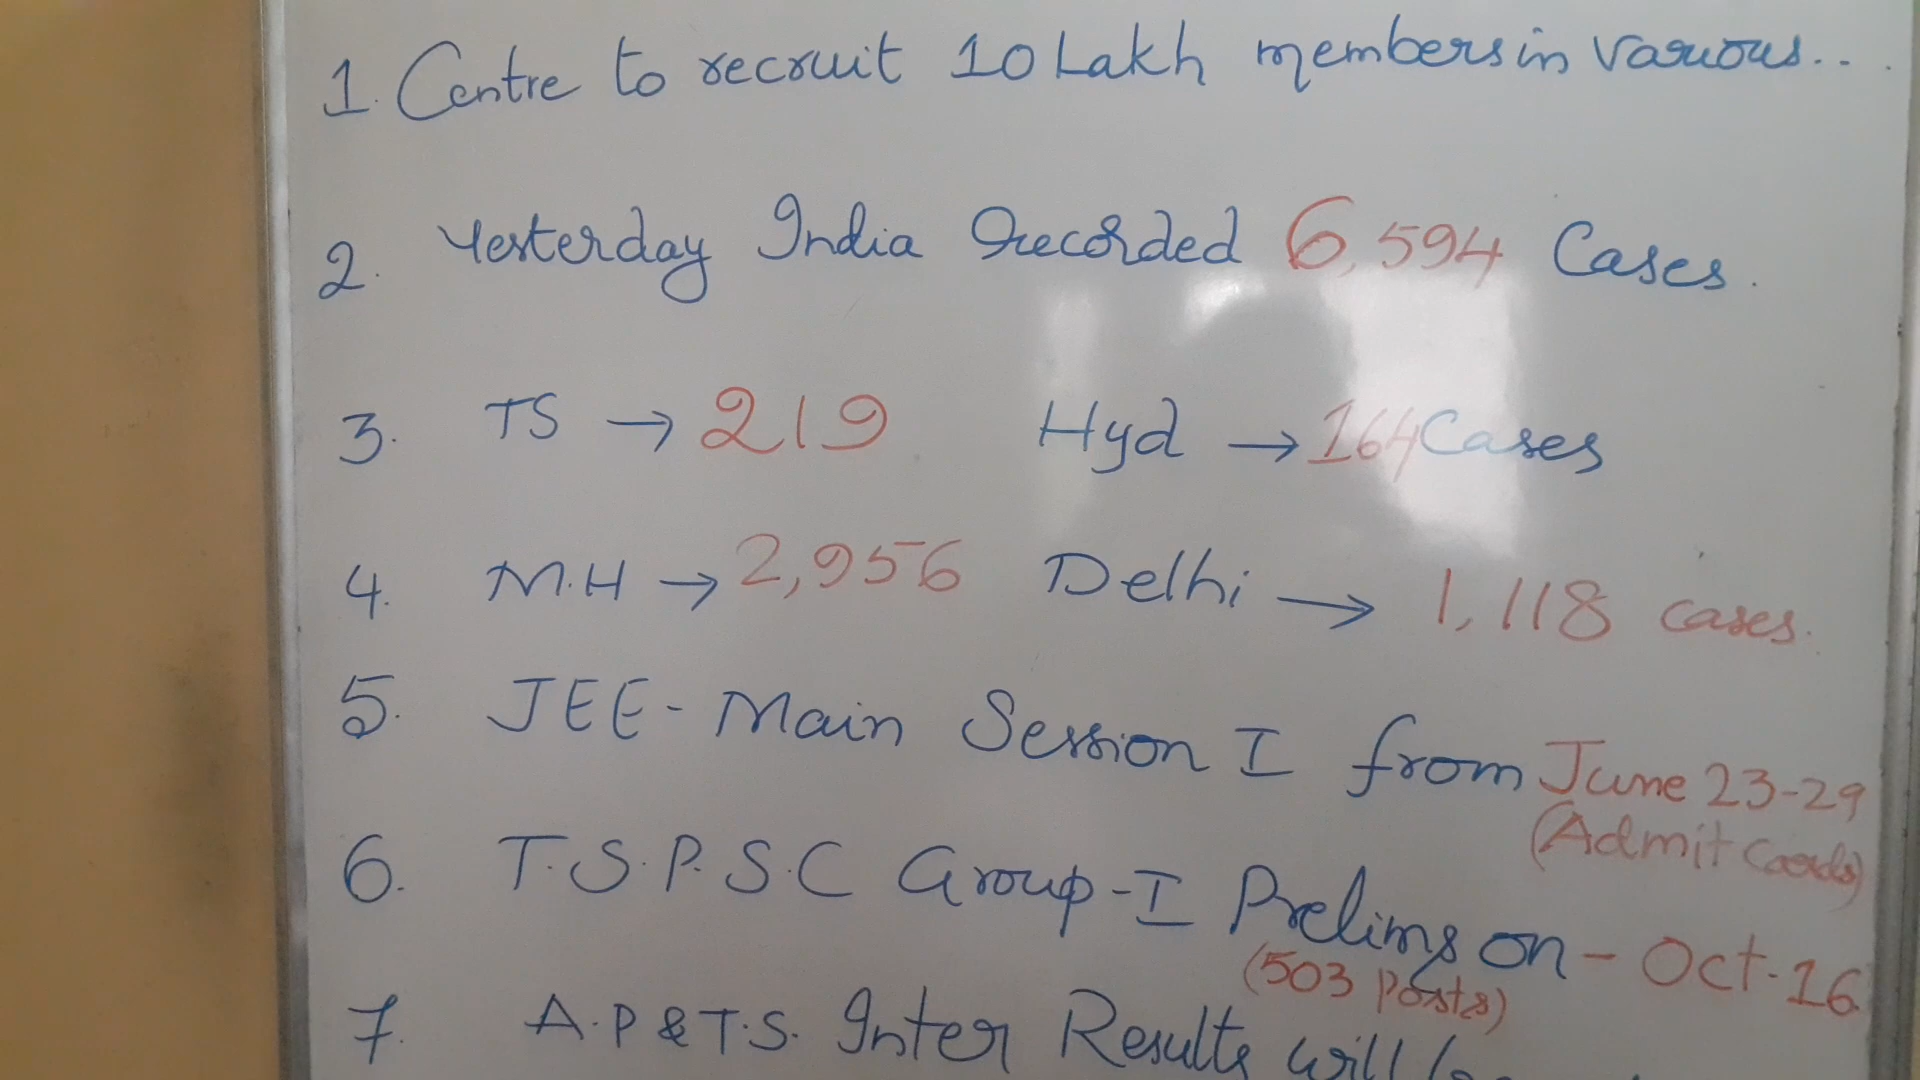 1. Centre to recruit 10 Lakh members in various...
2. Yesterday India Recorded 6,594 Cases.
3. TS → 219 Hyd → 164 Cases
4. M.H → 2,956 Delhi → 1,118 cases.
5. JEE - Main Session I from June 23-29
(Admit Cards)
6. T.S.P.S.C Group-I Prelims on - Oct-16
(503 Posts)
7. A.P & T.S. Inter Results will